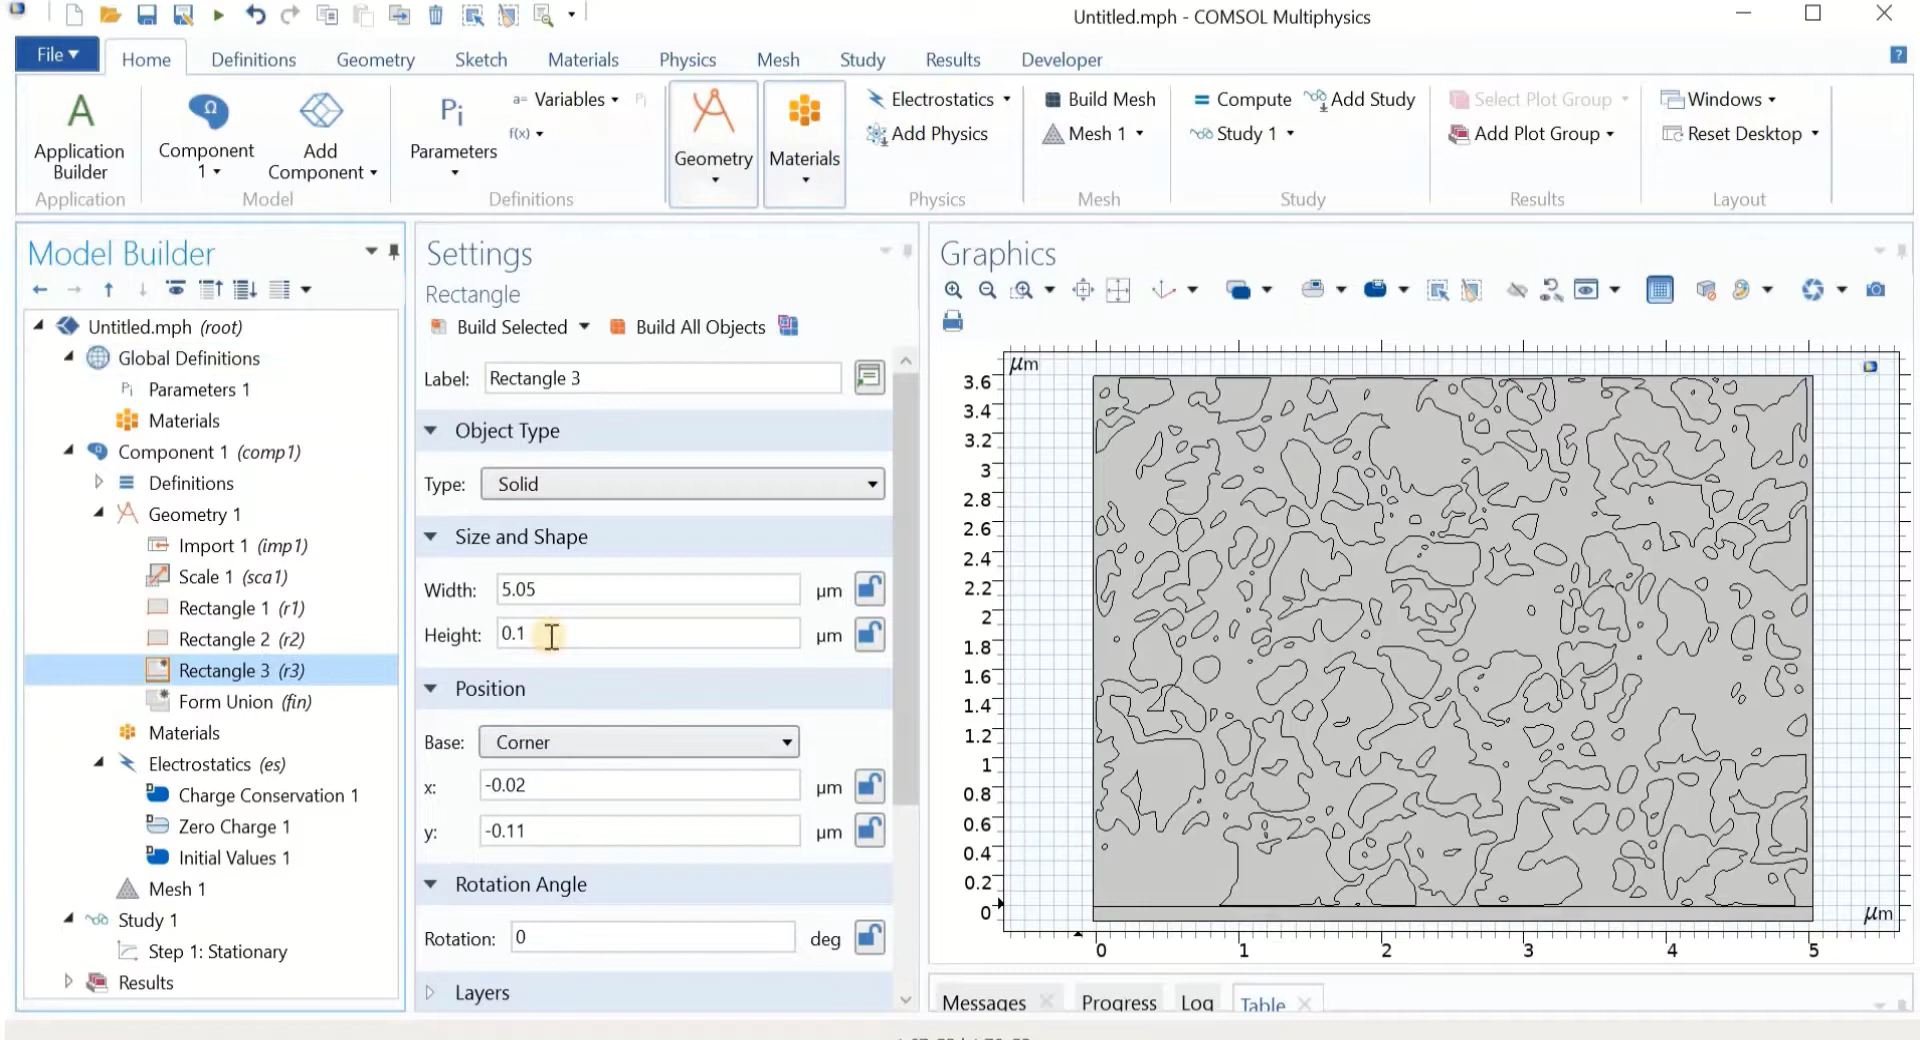 Untitled.mph - COMSOL Multiphysics
File Home Definitions Geometry Sketch Materials Physics Mesh Study Results Developer
Application Builder
Component 1
Add Component
Pi Parameters
a= Variables Pi
f(x)
Geometry
Materials
Electrostatics
Add Physics
Build Mesh
Mesh 1
= Compute Add Study
Study 1
Select Plot Group
Add Plot Group
Windows
Reset Desktop
Application Model Definitions Physics Mesh Study Results Layout
Model Builder
Untitled.mph (root)
Global Definitions
Pi Parameters 1
Materials
Component 1 (comp1)
Definitions
Geometry 1
Import 1 (imp1)
Scale 1 (sca1)
Rectangle 1 (r1)
Rectangle 2 (r2)
Rectangle 3 (r3)
Form Union (fin)
Materials
Electrostatics (es)
Charge Conservation 1
Zero Charge 1
Initial Values 1
Mesh 1
Study 1
Step 1: Stationary
Results
Settings
Rectangle
Build Selected Build All Objects
Label: Rectangle 3
Object Type
Type: Solid
Size and Shape
Width: 5.05 µm
Height: 0.1 µm
Position
Base: Corner
x: -0.02 µm
y: -0.11 µm
Rotation Angle
Rotation: 0 deg
Layers
Graphics
µm
3.6
3.4
3.2
3
2.8
2.6
2.4
2.2
2
1.8
1.6
1.4
1.2
1
0.8
0.6
0.4
0.2
0
µm
0 1 2 3 4 5
Messages Progress Log Table